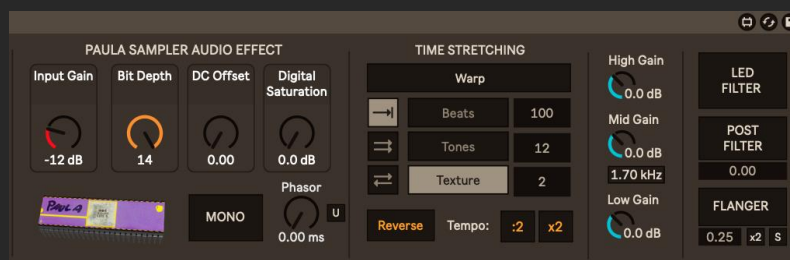 PAULA SAMPLER AUDIO EFFECT
Input Gain
-12 dB
Bit Depth
14
DC Offset
0.00
Digital
Saturation
0.0 dB
PAULA
MONO
Phasor
0.00 ms
U
TIME STRETCHING
Warp
Beats 100
Tones 12
Texture 2
Reverse Tempo: :2 x2
High Gain
0.0 dB
Mid Gain
0.0 dB
1.70 kHz
Low Gain
0.0 dB
LED
FILTER
POST
FILTER
0.00
FLANGER
0.25 x2 S